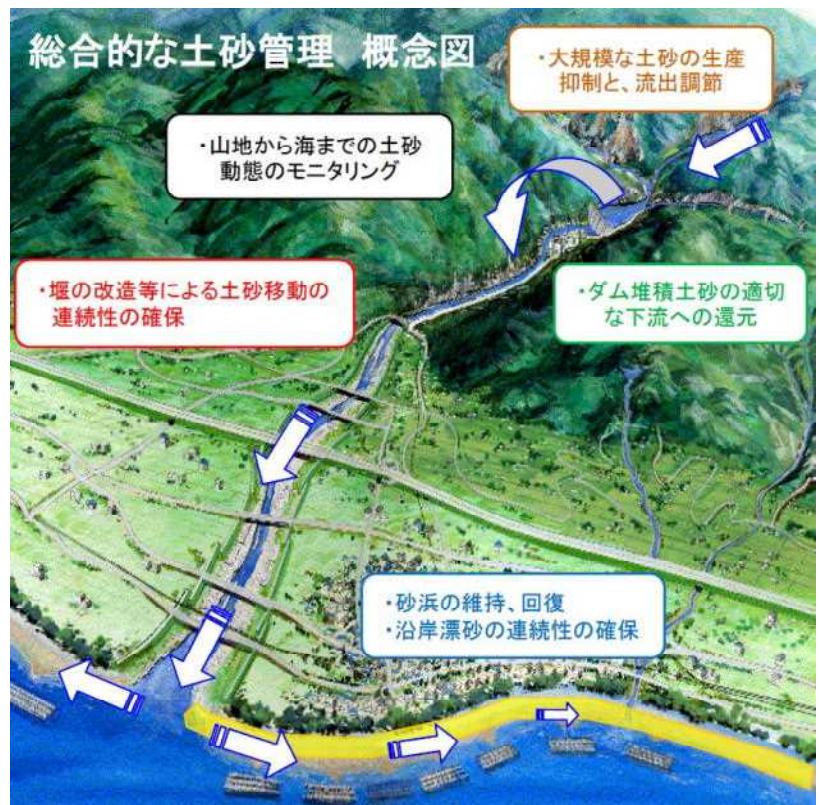 総合的な土砂管理 概念図
・大規模な土砂の生産
抑制と、流出調節
・山地から海までの土砂
動態のモニタリング
・堰の改造等による土砂移動の
連続性の確保
・ダム堆積土砂の適切
な下流への還元
・砂浜の維持、回復
・沿岸漂砂の連続性の確保